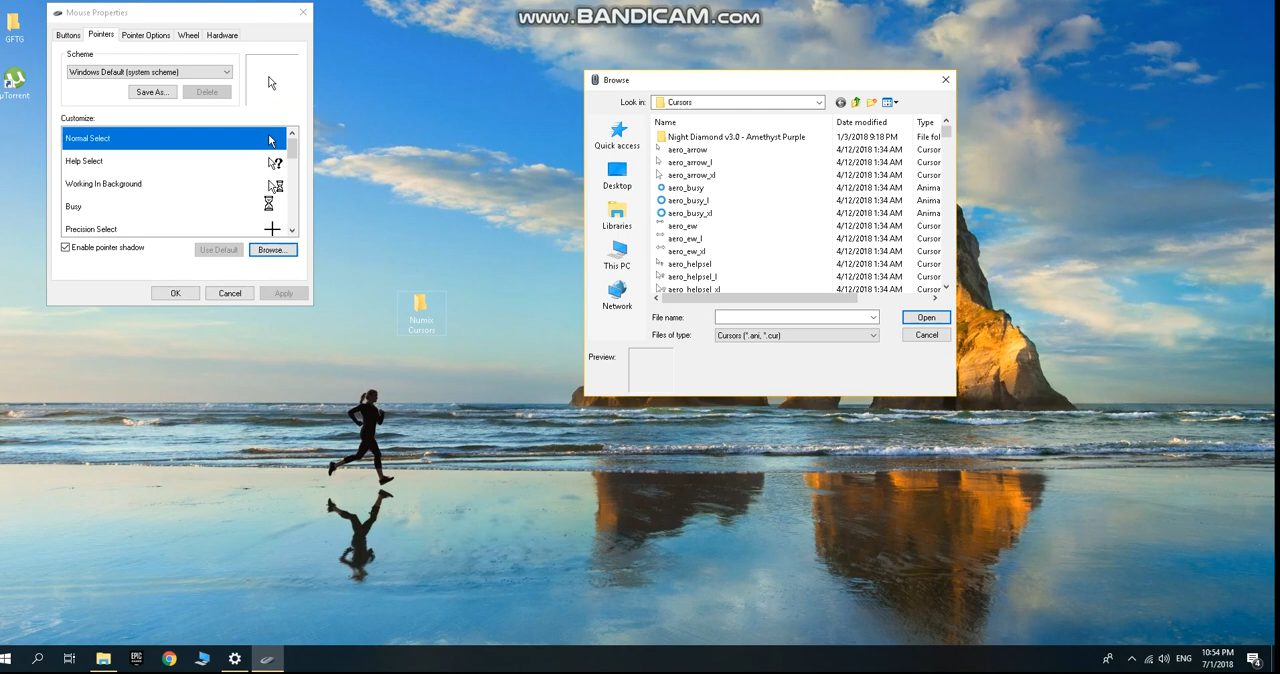 www.BANDICAM.com
GFTG
µTorrent
Mouse Properties
Buttons Pointers Pointer Options Wheel Hardware
Scheme
Windows Default (system scheme)
Save As... Delete
Customize:
Normal Select
Help Select
Working In Background
Busy
Precision Select
Enable pointer shadow
Use Default Browse...
OK Cancel Apply
Numix
Cursors
Browse
Look in: Cursors
Quick access
Desktop
Libraries
This PC
Network
Name Date modified Type
Night Diamond v3.0 - Amethyst Purple 1/3/2018 9:18 PM File fol
aero_arrow 4/12/2018 1:34 AM Cursor
aero_arrow_l 4/12/2018 1:34 AM Cursor
aero_arrow_xl 4/12/2018 1:34 AM Cursor
aero_busy 4/12/2018 1:34 AM Anima
aero_busy_l 4/12/2018 1:34 AM Anima
aero_busy_xl 4/12/2018 1:34 AM Anima
aero_ew 4/12/2018 1:34 AM Cursor
aero_ew_l 4/12/2018 1:34 AM Cursor
aero_ew_xl 4/12/2018 1:34 AM Cursor
aero_helpsel 4/12/2018 1:34 AM Cursor
aero_helpsel_l 4/12/2018 1:34 AM Cursor
aero_helpsel_xl 4/12/2018 1:34 AM Cursor
File name: Open
Files of type: Cursors (*.ani, *.cur) Cancel
Preview:
EPIC
GAMES
ENG
10:54 PM
7/1/2018
4